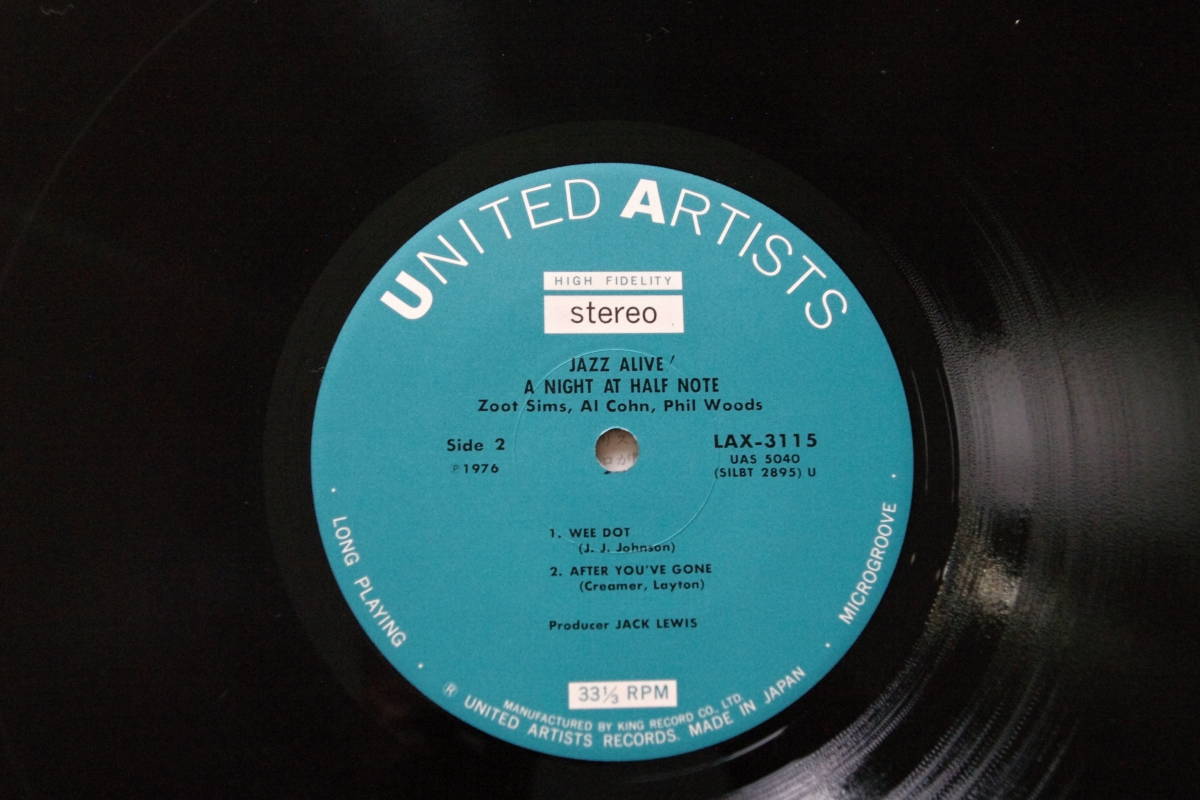 UNITED ARTISTS
HIGH FIDELITY
stereo
JAZZ ALIVE!
A NIGHT AT HALF NOTE
Zoot Sims, Al Cohn, Phil Woods
Side 2
℗ 1976
LAX-3115
UAS 5040
(SILBT 2895) U
1. WEE DOT
(J. J. Johnson)
2. AFTER YOU'VE GONE
(Creamer, Layton)
Producer JACK LEWIS
33⅓ RPM
· LONG PLAYING ·
MANUFACTURED BY KING RECORD CO., LTD.
® UNITED ARTISTS RECORDS. MADE IN JAPAN
· MICROGROOVE ·